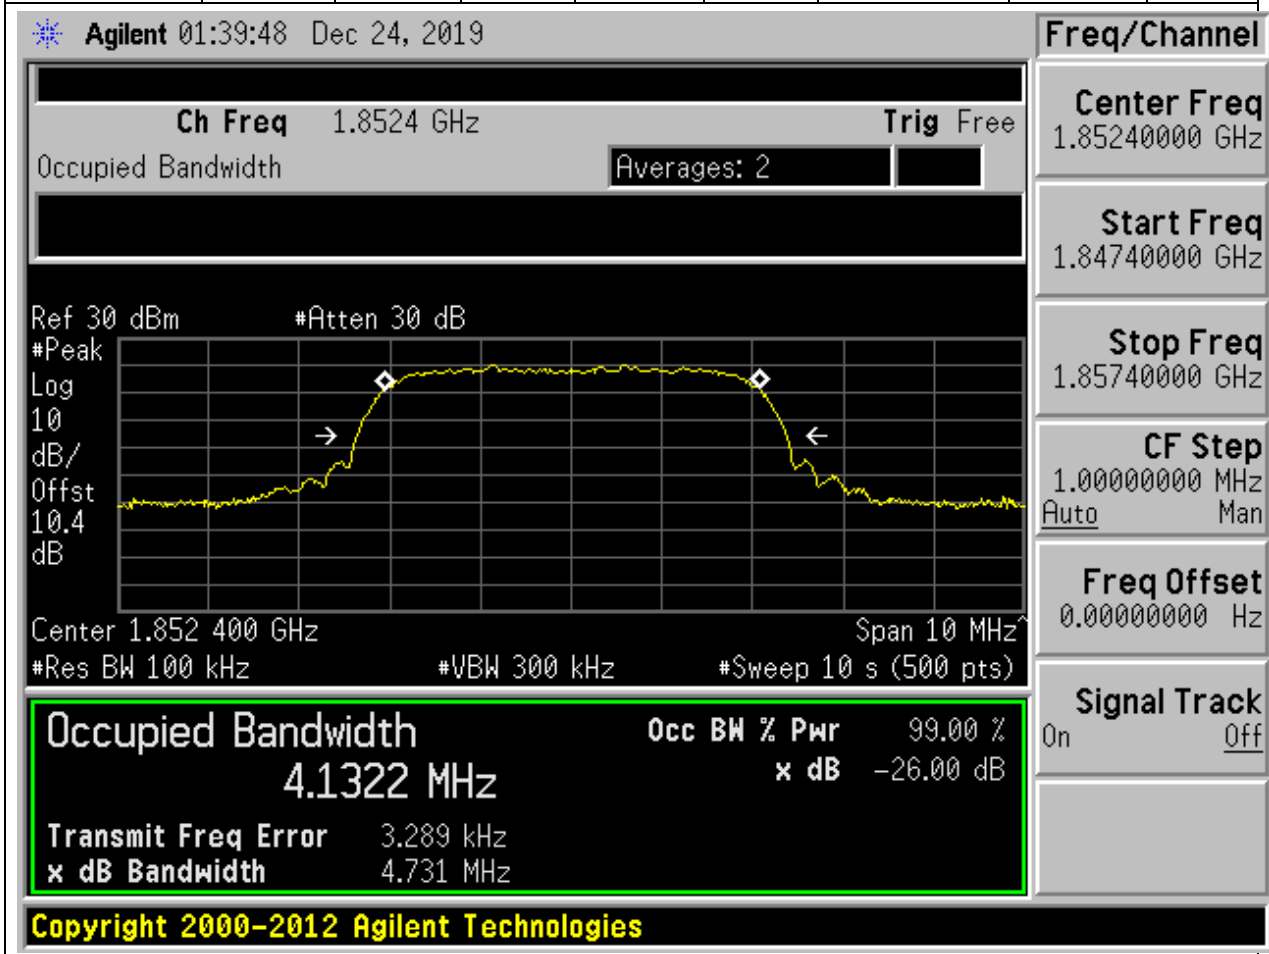 Agilent 01:39:48 Dec 24, 2019
Freq/Channel
Ch Freq 1.8524 GHz Trig Free
Occupied Bandwidth Averages: 2
Center Freq
1.85240000 GHz
Start Freq
1.84740000 GHz
Stop Freq
1.85740000 GHz
CF Step
1.00000000 MHz
Auto Man
Freq Offset
0.00000000 Hz
Signal Track
On Off
Ref 30 dBm #Atten 30 dB
#Peak
Log
10
dB/
Offst
10.4
dB
Center 1.852 400 GHz Span 10 MHz^
#Res BW 100 kHz #VBW 300 kHz #Sweep 10 s (500 pts)
Occupied Bandwidth Occ BW % Pwr 99.00 %
4.1322 MHz x dB -26.00 dB
Transmit Freq Error 3.289 kHz
x dB Bandwidth 4.731 MHz
Copyright 2000-2012 Agilent Technologies